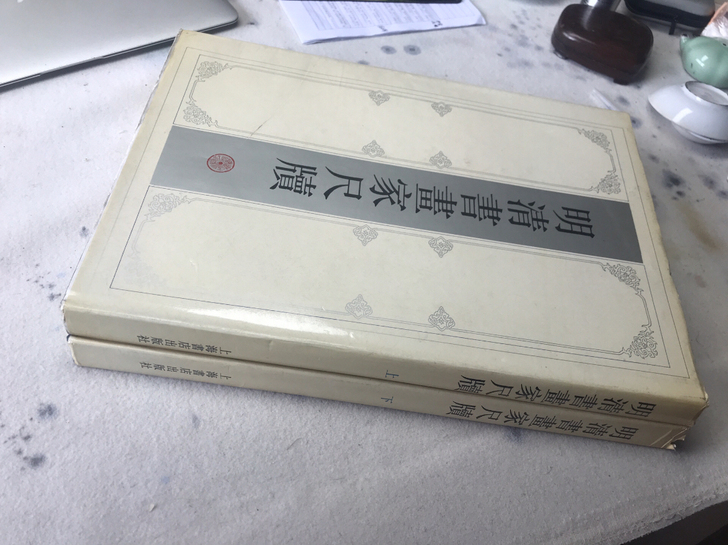 明清書畫家尺牘
明清書畫家尺牘 上 上海書店出版社
明清書畫家尺牘 下 上海書店出版社